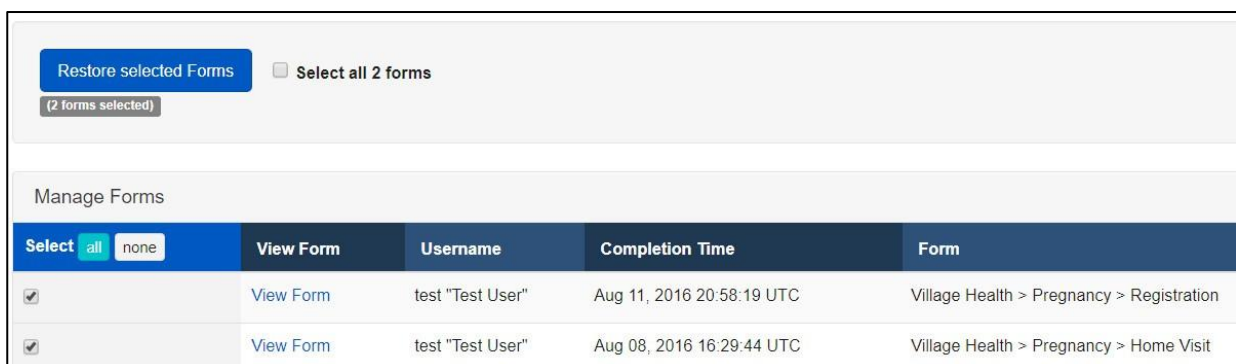 Restore selected Forms Select all 2 forms
(2 forms selected)
Manage Forms
Select all none View Form Username Completion Time Form
View Form test "Test User" Aug 11, 2016 20:58:19 UTC Village Health > Pregnancy > Registration
View Form test "Test User" Aug 08, 2016 16:29:44 UTC Village Health > Pregnancy > Home Visit